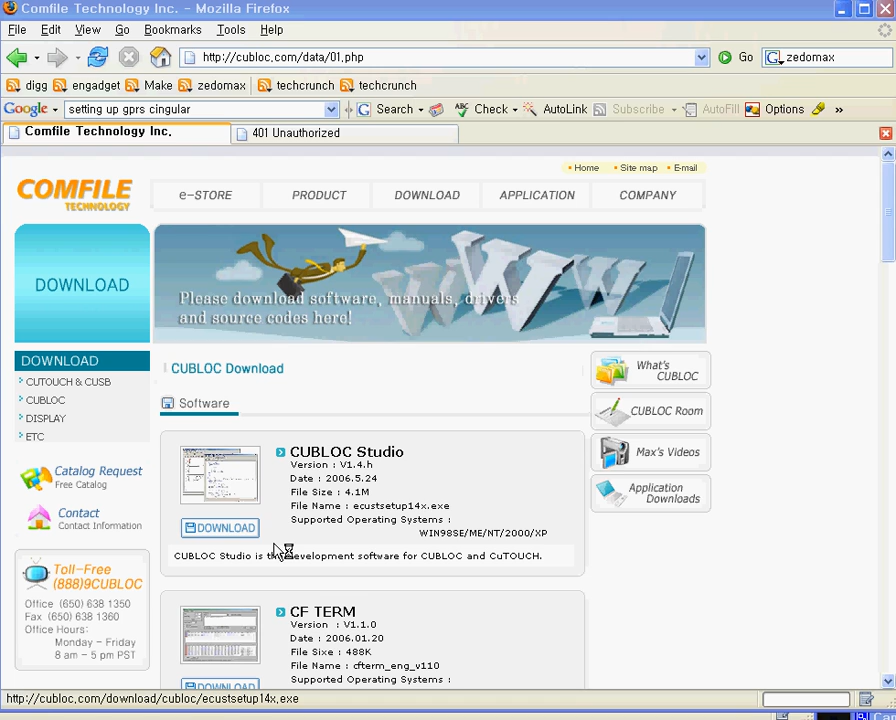 Comfile Technology Inc. - Mozilla Firefox
File Edit View Go Bookmarks Tools Help
http://cubloc.com/data/01.php Go zedomax
digg engadget Make zedomax techcrunch techcrunch
Google setting up gprs cingular Search Check AutoLink Subscribe AutoFill Options »
Comfile Technology Inc. 401 Unauthorized
Home Site map E-mail
COMFILE
TECHNOLOGY
e-STORE PRODUCT DOWNLOAD APPLICATION COMPANY
DOWNLOAD
Please download software, manuals, drivers
and source codes here!
WWW
DOWNLOAD
CUTOUCH & CUSB
CUBLOC
DISPLAY
ETC
Catalog Request
Free Catalog
Contact
Contact Information
Toll-Free
(888)9CUBLOC
Office (650) 638 1350
Fax (650) 638 1360
Office Hours:
Monday - Friday
8 am - 5 pm PST
CUBLOC Download
Software
CUBLOC Studio
Version : V1.4.h
Date : 2006.5.24
File Size : 4.1M
File Name : ecustsetup14x.exe
Supported Operating Systems :
WIN98SE/ME/NT/2000/XP
DOWNLOAD
CUBLOC Studio is the development software for CUBLOC and CuTOUCH.
CF TERM
Version : V1.1.0
Date : 2006.01.20
File Size : 488K
File Name : cfterm_eng_v110
Supported Operating Systems :
DOWNLOAD
What's
CUBLOC
CUBLOC Room
Max's Videos
Application
Downloads
http://cubloc.com/download/cubloc/ecustsetup14x.exe